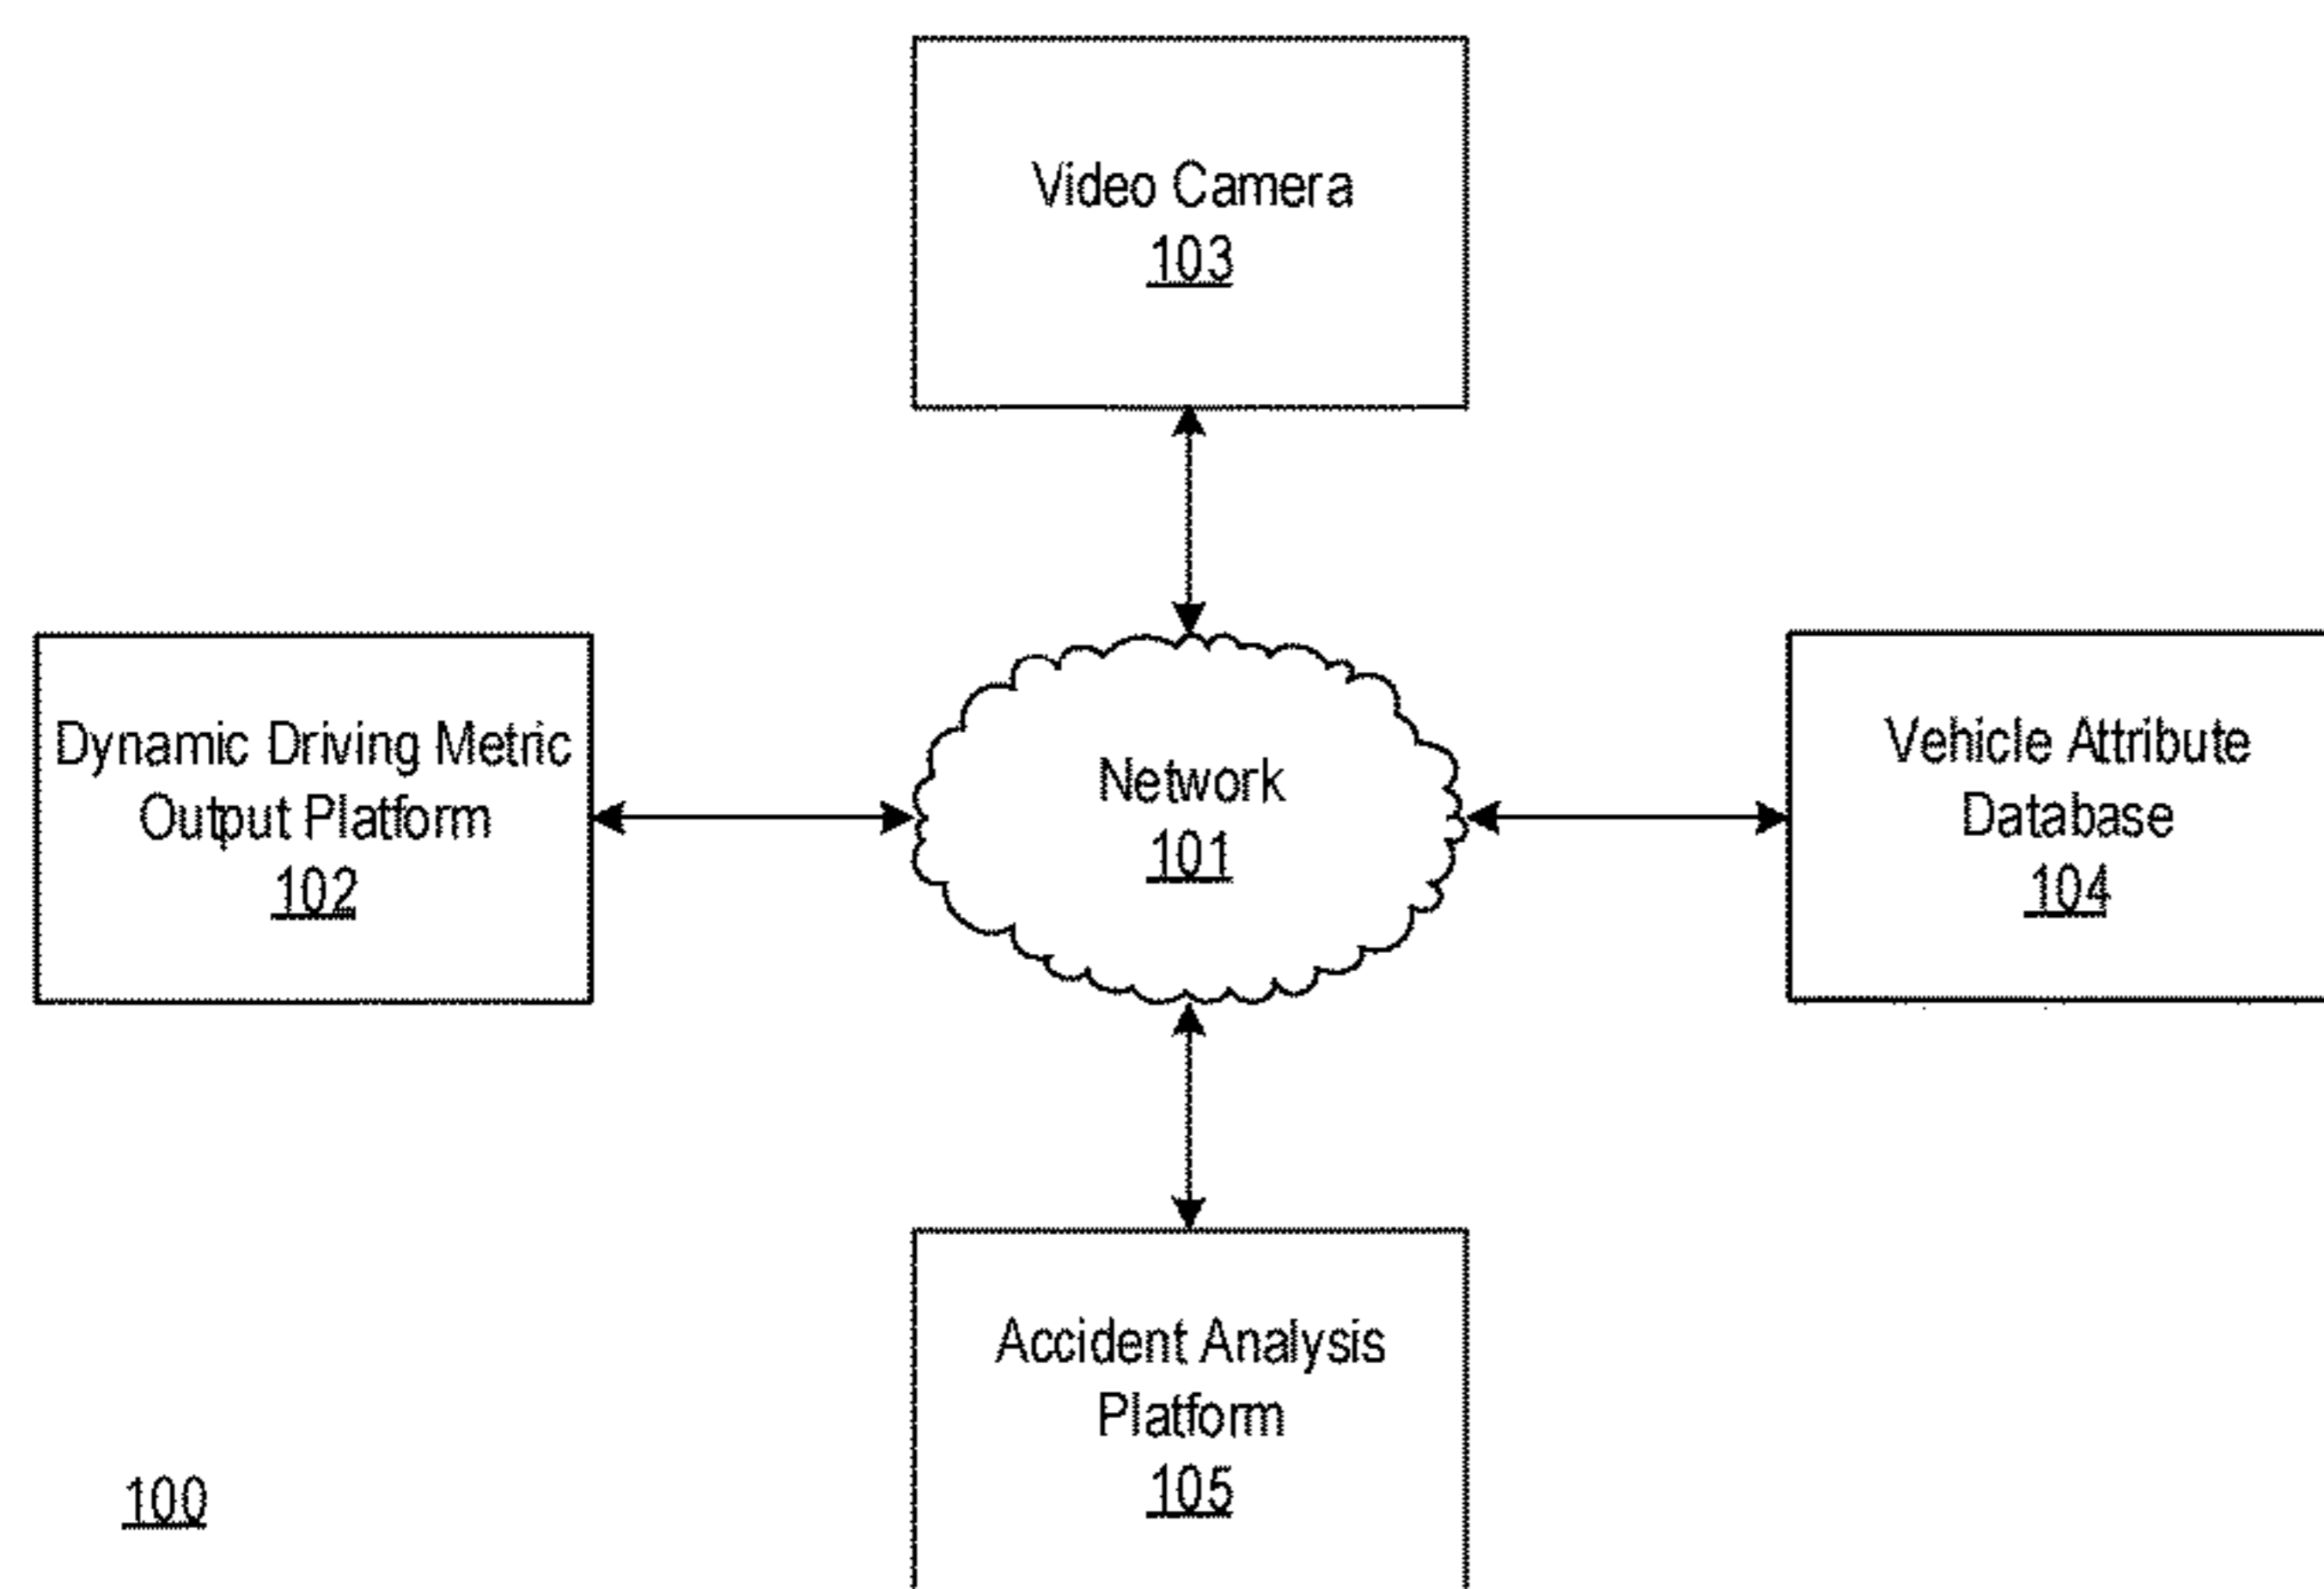 Video Camera
103
Dynamic Driving Metric
Output Platform
102
Network
101
Vehicle Attribute
Database
104
Accident Analysis
Platform
105
100